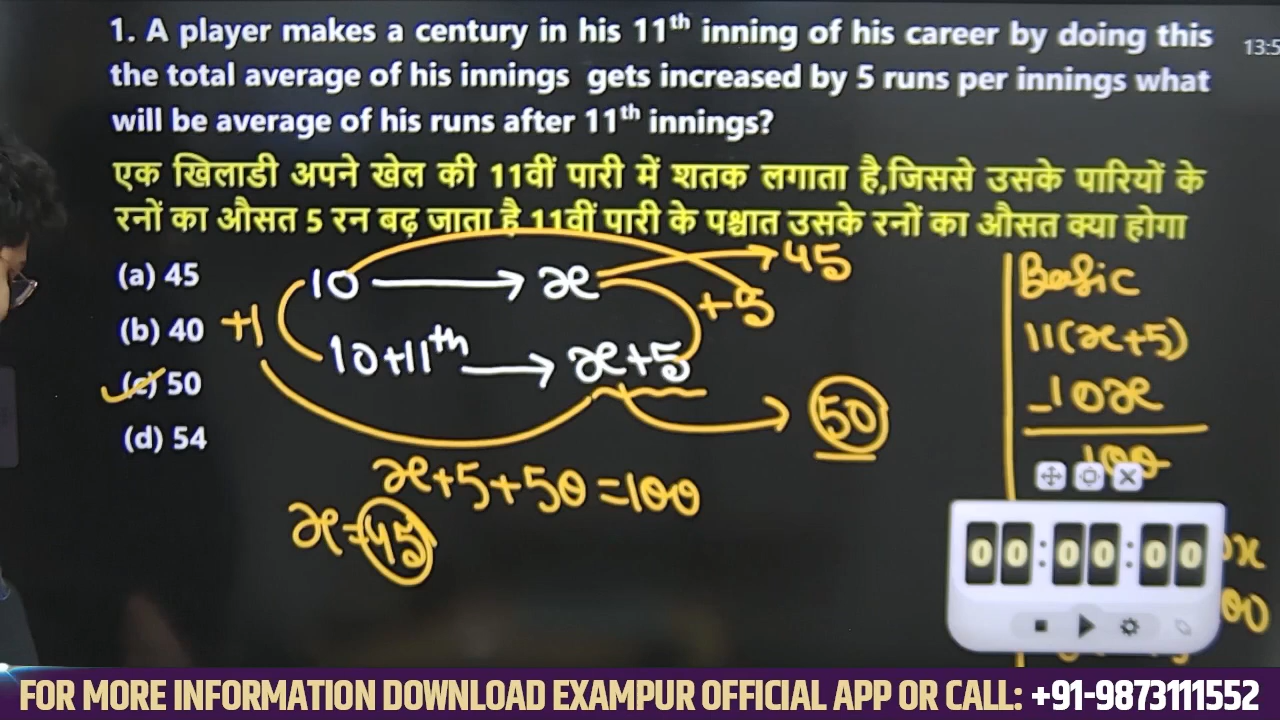 1. A player makes a century in his 11th inning of his career by doing this
the total average of his innings gets increased by 5 runs per innings what
will be average of his runs after 11th innings?
एक खिलाडी अपने खेल की 11वीं पारी में शतक लगाता है,जिससे उसके पारियों के
रनों का औसत 5 रन बढ़ जाता है 11वीं पारी के पश्चात उसके रनों का औसत क्या होगा
(a) 45
(b) 40
(c) 50
(d) 54
10 → x → 45
+1
+5
10+11th → x+5
50
x+5+50=100
x=45
Basic
11(x+5)
-10x
100
00:00:00
x
00
13:5
FOR MORE INFORMATION DOWNLOAD EXAMPUR OFFICIAL APP OR CALL: +91-9873111552